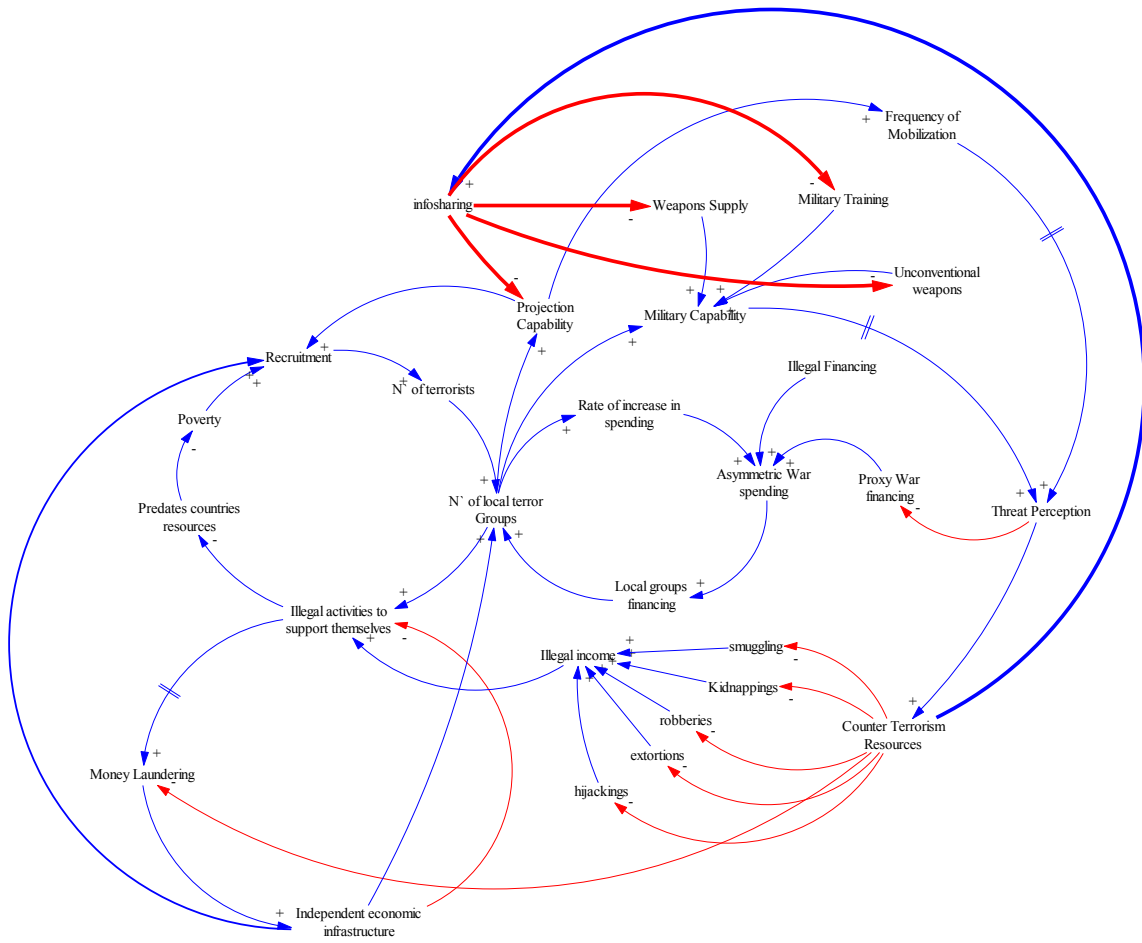 Frequency of
Mobilization
infosharing
Weapons Supply
Military Training
Unconventional
weapons
Projection
Capability
Military Capability
Recruitment
Illegal Financing
N` of terrorists
Rate of increase in
spending
Poverty
Asymmetric War
spending
Proxy War
financing
N` of local terror
Groups
Predates countries
resources
Threat Perception
Local groups
financing
Illegal activities to
support themselves
Illegal income
smuggling
Kidnappings
robberies
Counter Terrorism
Resources
extortions
Money Laundering
hijackings
Independent economic
infrastructure